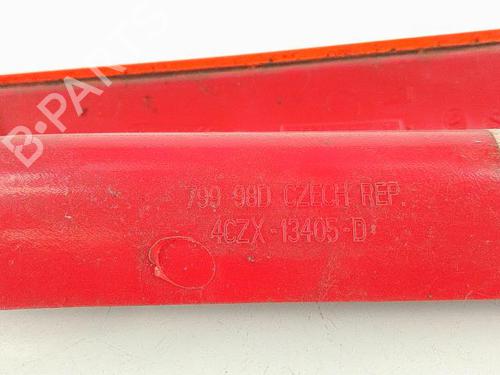 B-PARTS
799 98D CZECH REP.
4CZX-13405-D